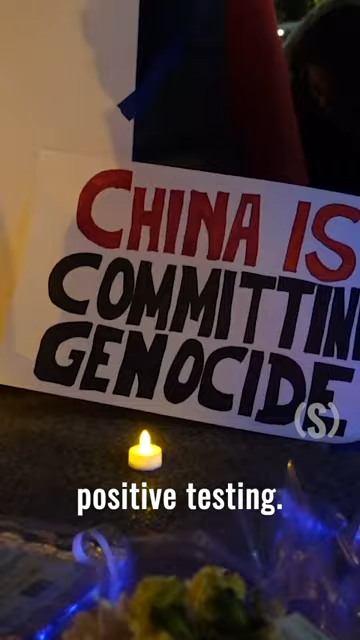 CHINA IS
COMMITTIN
GENOCIDE
(S).
positive testing.